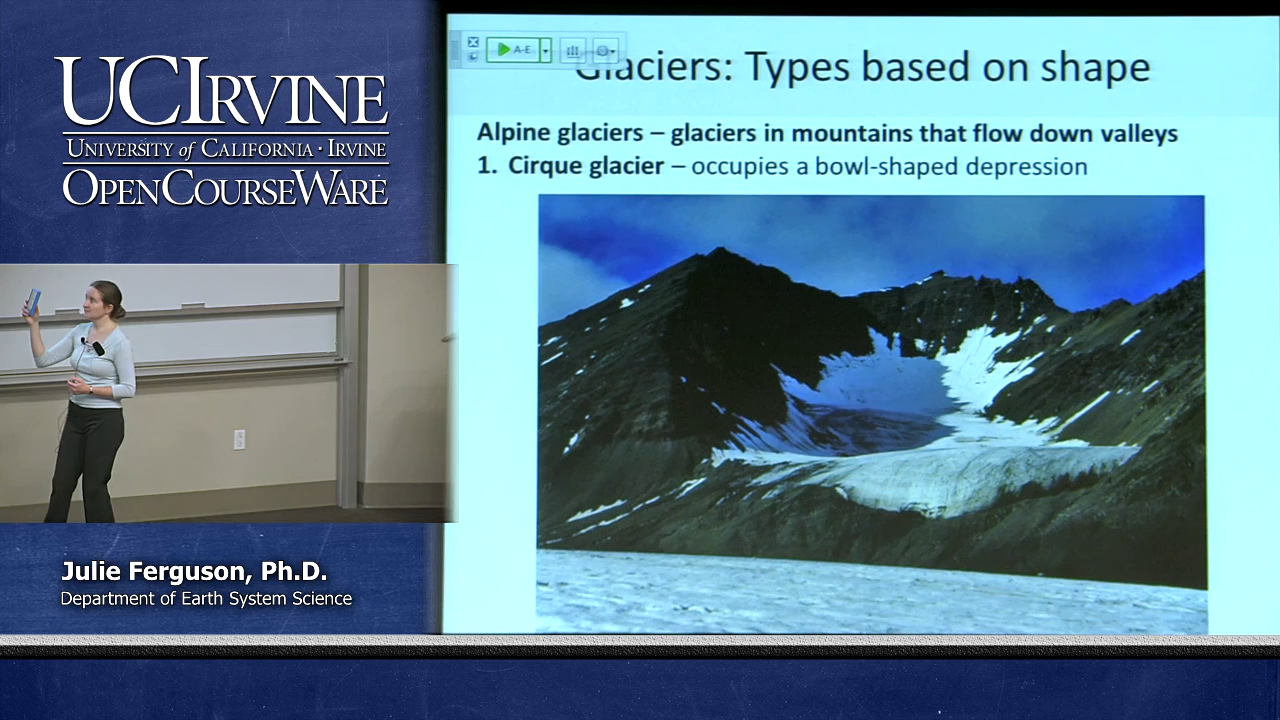 UCIRVINE
UNIVERSITY of CALIFORNIA · IRVINE
OPENCOURSEWARE
Julie Ferguson, Ph.D.
Department of Earth System Science
A-E
Glaciers: Types based on shape
Alpine glaciers – glaciers in mountains that flow down valleys
1. Cirque glacier – occupies a bowl-shaped depression